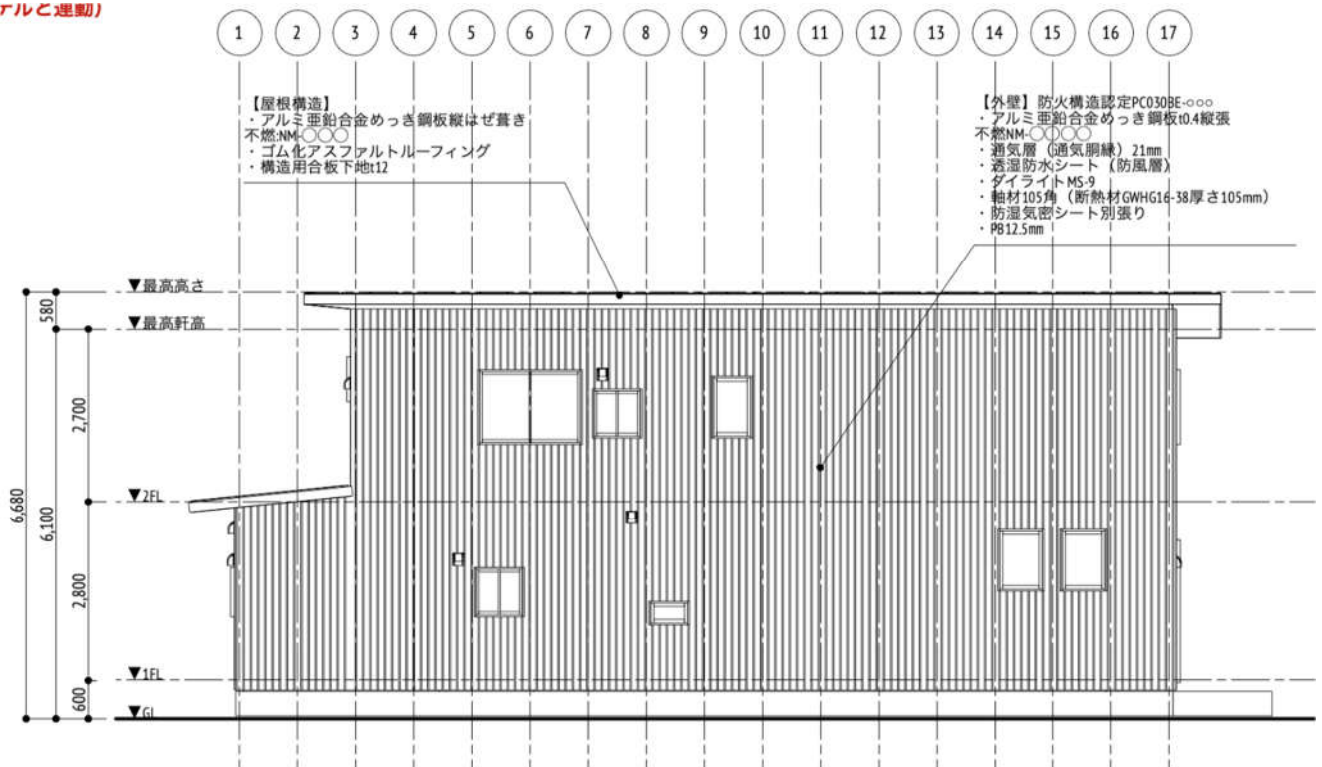 デルと連動)
1 2 3 4 5 6 7 8 9 10 11 12 13 14 15 16 17
【屋根構造】
・アルミ亜鉛合金めっき鋼板縦はぜ葺き
不燃:NM-○○○
・ゴム化アスファルトルーフィング
・構造用合板下地t12
【外壁】防火構造認定PC030BE-○○○
・アルミ亜鉛合金めっき鋼板t0.4縦張
不燃NM-○○○○
・通気層（通気胴縁）21mm
・透湿防水シート（防風層）
・ダイライトMS-9
・軸材105角（断熱材GWHG16-38厚さ105mm）
・防湿気密シート別張り
・PB12.5mm
▼最高高さ
580
▼最高軒高
2,700
▼2FL
6,680
6,100
2,800
▼1FL
600
▼GL